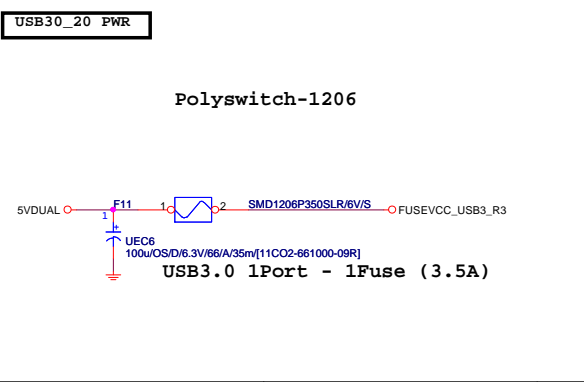 USB30_20 PWR
Polyswitch-1206
5VDUAL
F11
1
2
SMD1206P350SLR/6V/S
FUSEVCC_USB3_R3
1
+
UEC6
100u/OS/D/6.3V/66/A/35m/[11CO2-661000-09R]
USB3.0 1Port - 1Fuse (3.5A)